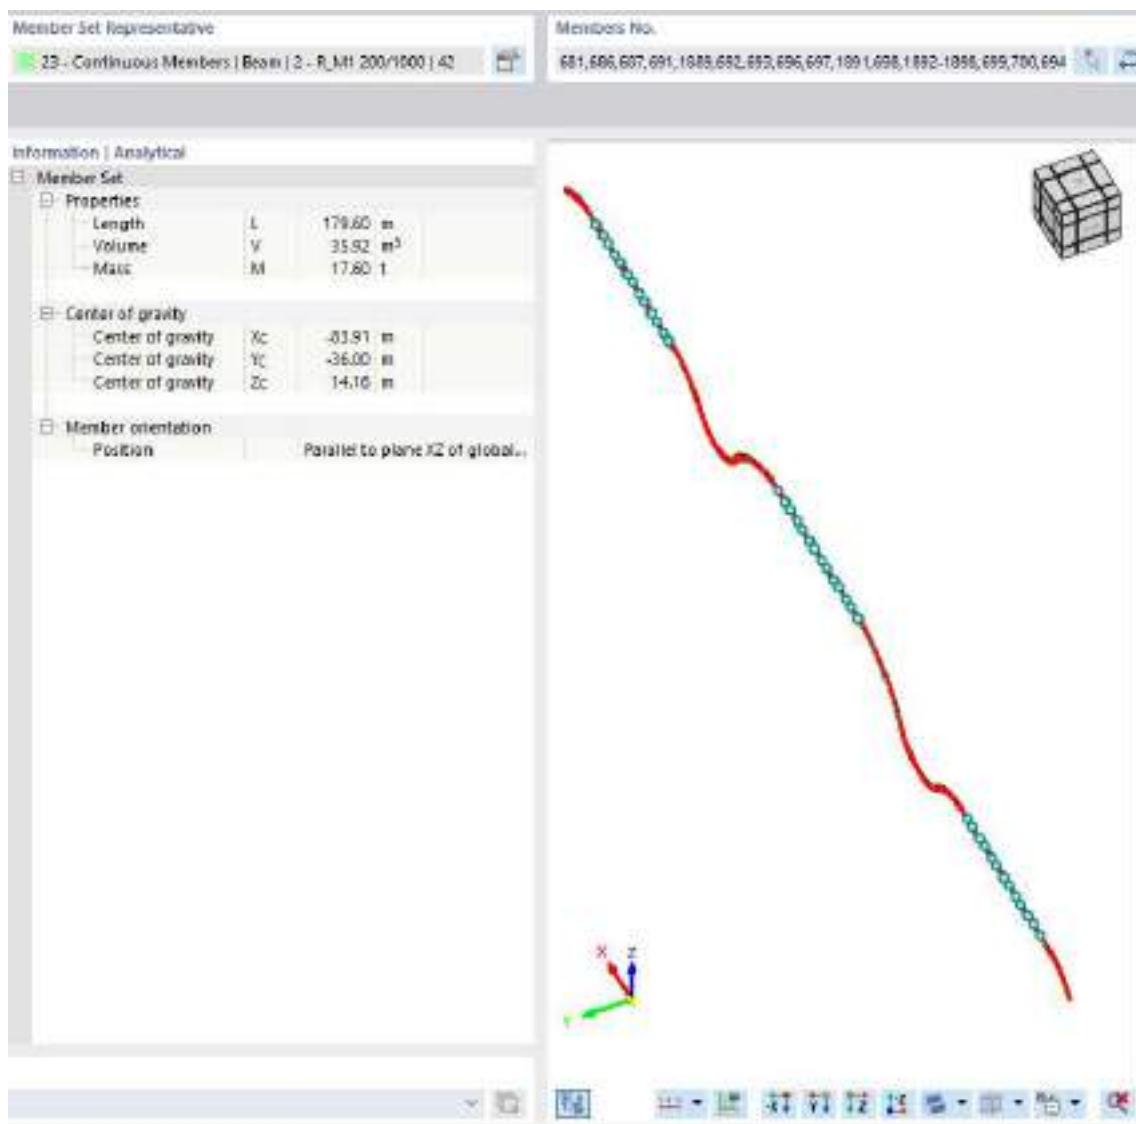 Member Set Representative
23 - Continuous Members | Beam | 2 - R_M1 200/1000 | 42
Members No.
681,686,687,691,1889,692,693,696,697,1891,698,1892-1898,699,700,694
Information | Analytical
Member Set
Properties
Length L 179.60 m
Volume V 35.92 m³
Mass M 17.60 t
Center of gravity
Center of gravity Xc -83.91 m
Center of gravity Yc -36.00 m
Center of gravity Zc 14.16 m
Member orientation
Position Parallel to plane XZ of global...
X
Z
Y